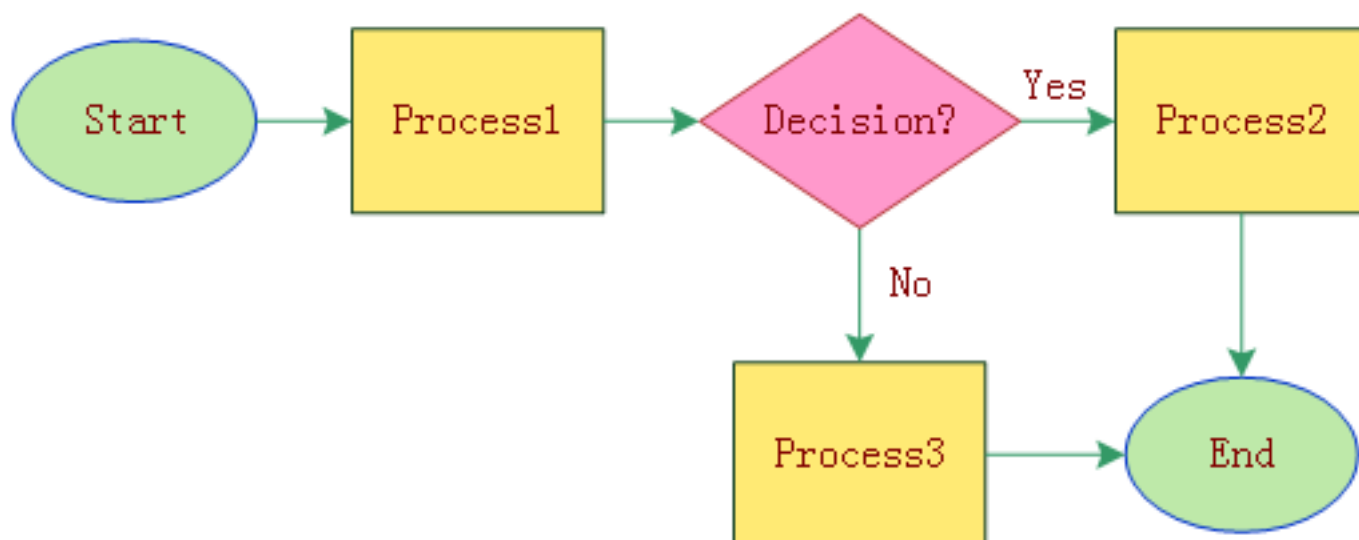 Start
Process1
Decision?
Yes
Process2
No
Process3
End